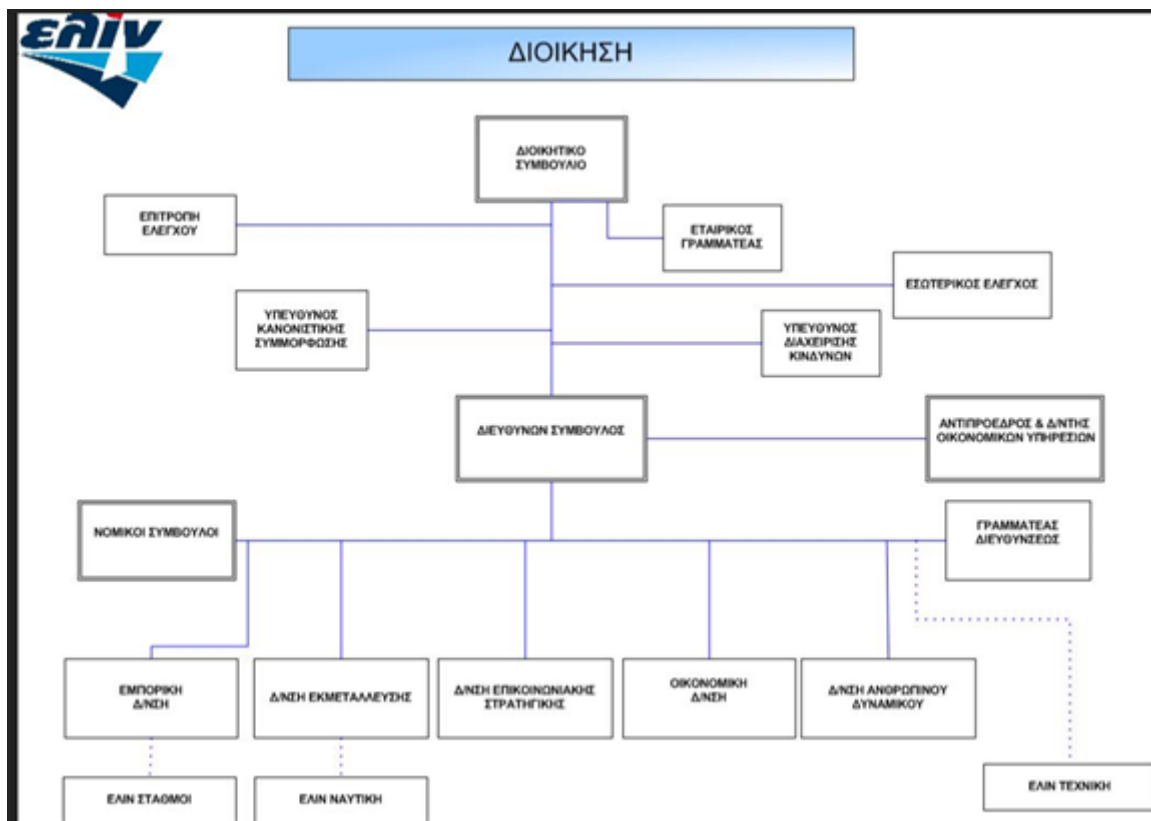 ελίν
ΔΙΟΙΚΗΣΗ
ΔΙΟΙΚΗΤΙΚΟ
ΣΥΜΒΟΥΛΙΟ
ΕΠΙΤΡΟΠΗ
ΕΛΕΓΧΟΥ
ΕΤΑΙΡΙΚΟΣ
ΓΡΑΜΜΑΤΕΑΣ
ΕΣΩΤΕΡΙΚΟΣ ΕΛΕΓΧΟΣ
ΥΠΕΥΘΥΝΟΣ
ΚΑΝΟΝΙΣΤΙΚΗΣ
ΣΥΜΜΟΡΦΩΣΗΣ
ΥΠΕΥΘΥΝΟΣ
ΔΙΑΧΕΙΡΙΣΗΣ
ΚΙΝΔΥΝΩΝ
ΔΙΕΥΘΥΝΩΝ ΣΥΜΒΟΥΛΟΣ
ΑΝΤΙΠΡΟΕΔΡΟΣ & Δ/ΝΤΗΣ
ΟΙΚΟΝΟΜΙΚΩΝ ΥΠΗΡΕΣΙΩΝ
ΝΟΜΙΚΟΙ ΣΥΜΒΟΥΛΟΙ
ΓΡΑΜΜΑΤΕΑΣ
ΔΙΕΥΘΥΝΣΕΩΣ
ΕΜΠΟΡΙΚΗ
Δ/ΝΣΗ
Δ/ΝΣΗ ΕΚΜΕΤΑΛΛΕΥΣΗΣ
Δ/ΝΣΗ ΕΠΙΚΟΙΝΩΝΙΑΚΗΣ
ΣΤΡΑΤΗΓΙΚΗΣ
ΟΙΚΟΝΟΜΙΚΗ
Δ/ΝΣΗ
Δ/ΝΣΗ ΑΝΘΡΩΠΙΝΟΥ
ΔΥΝΑΜΙΚΟΥ
ΕΛΙΝ ΣΤΑΘΜΟΙ
ΕΛΙΝ ΝΑΥΤΙΚΗ
ΕΛΙΝ ΤΕΧΝΙΚΗ